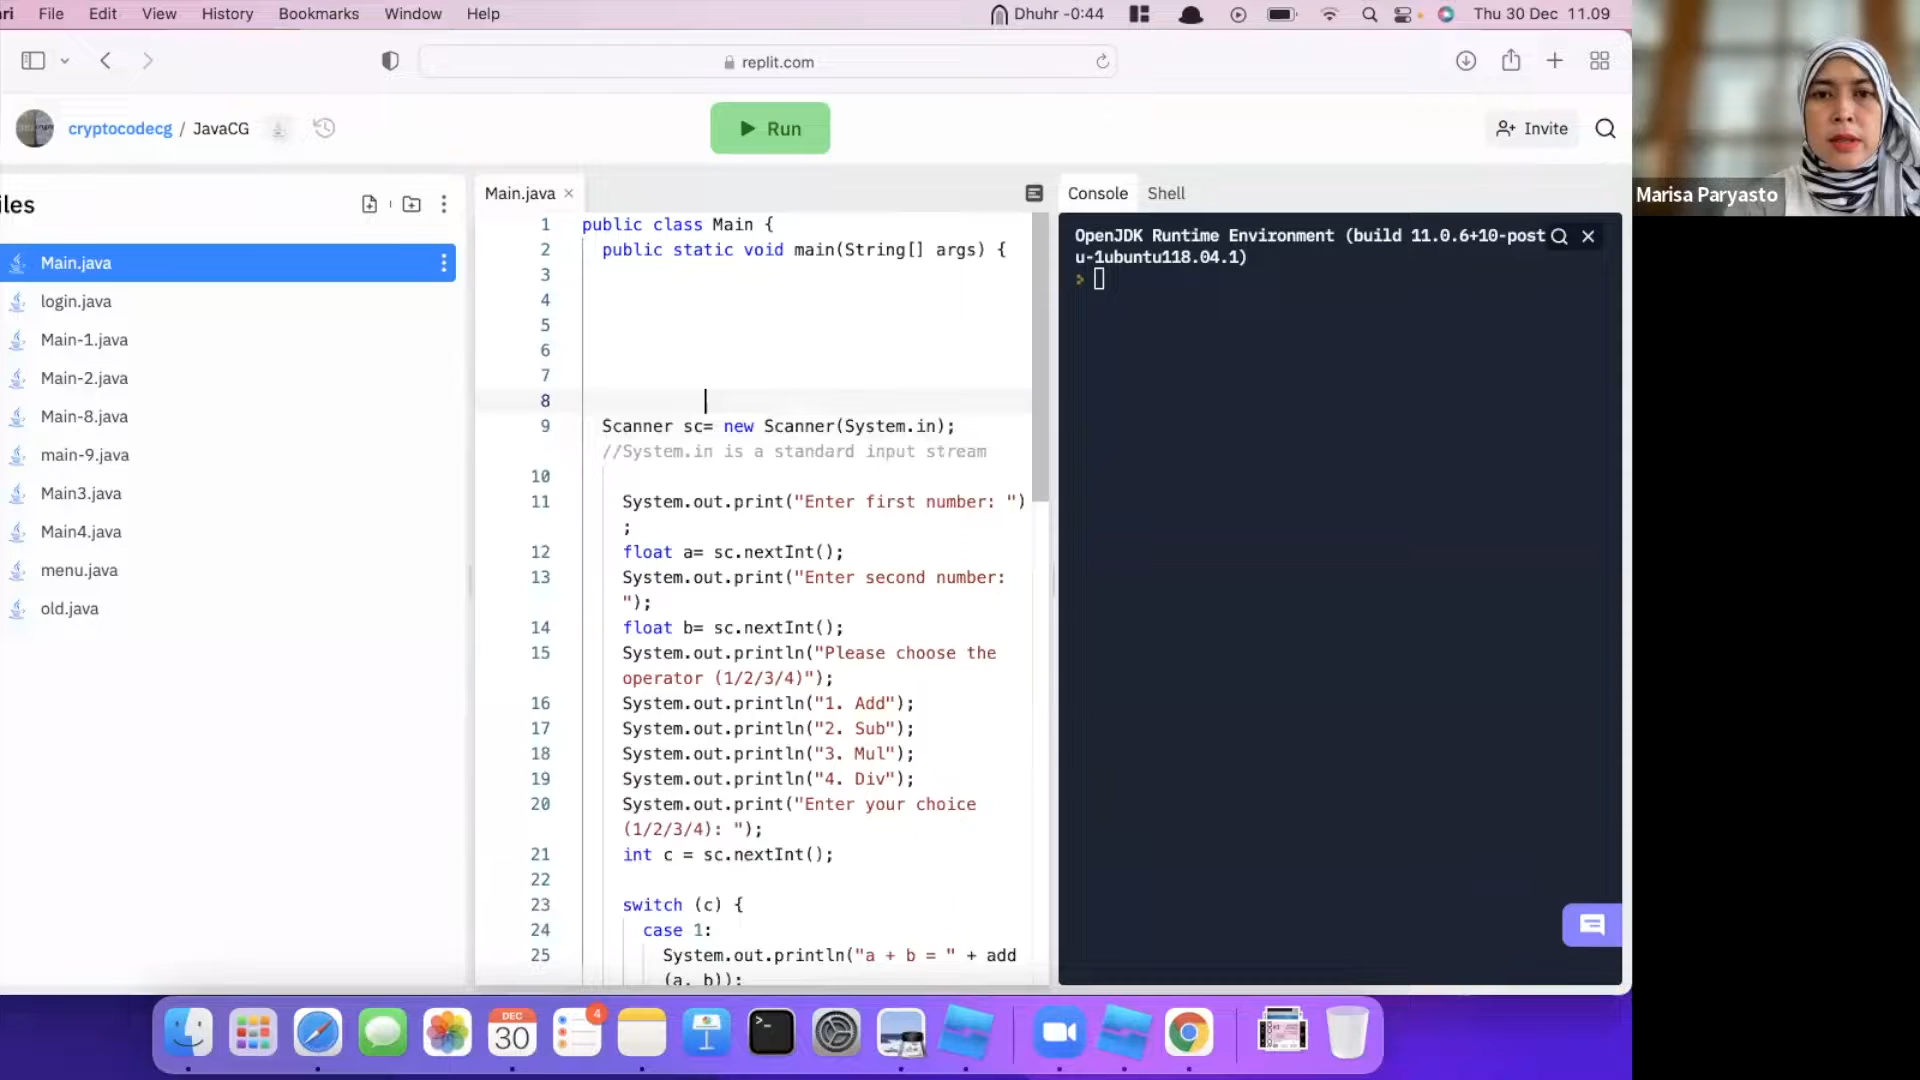 ri File Edit View History Bookmarks Window Help Dhuhr -0:44 Thu 30 Dec 11.09
replit.com
cryptocodecg / JavaCG Run Invite
iles
Main.java
login.java
Main-1.java
Main-2.java
Main-8.java
main-9.java
Main3.java
Main4.java
menu.java
old.java
Main.java ×
1 public class Main {
2 public static void main(String[] args) {
3
4
5
6
7
8
9 Scanner sc= new Scanner(System.in);
//System.in is a standard input stream
10
11 System.out.print("Enter first number: ")
;
12 float a= sc.nextInt();
13 System.out.print("Enter second number:
");
14 float b= sc.nextInt();
15 System.out.println("Please choose the
operator (1/2/3/4)");
16 System.out.println("1. Add");
17 System.out.println("2. Sub");
18 System.out.println("3. Mul");
19 System.out.println("4. Div");
20 System.out.print("Enter your choice
(1/2/3/4): ");
21 int c = sc.nextInt();
22
23 switch (c) {
24 case 1:
25 System.out.println("a + b = " + add
(a, b));
Console Shell
OpenJDK Runtime Environment (build 11.0.6+10-post
u-1ubuntu118.04.1)
>
Marisa Paryasto
DEC
30
4